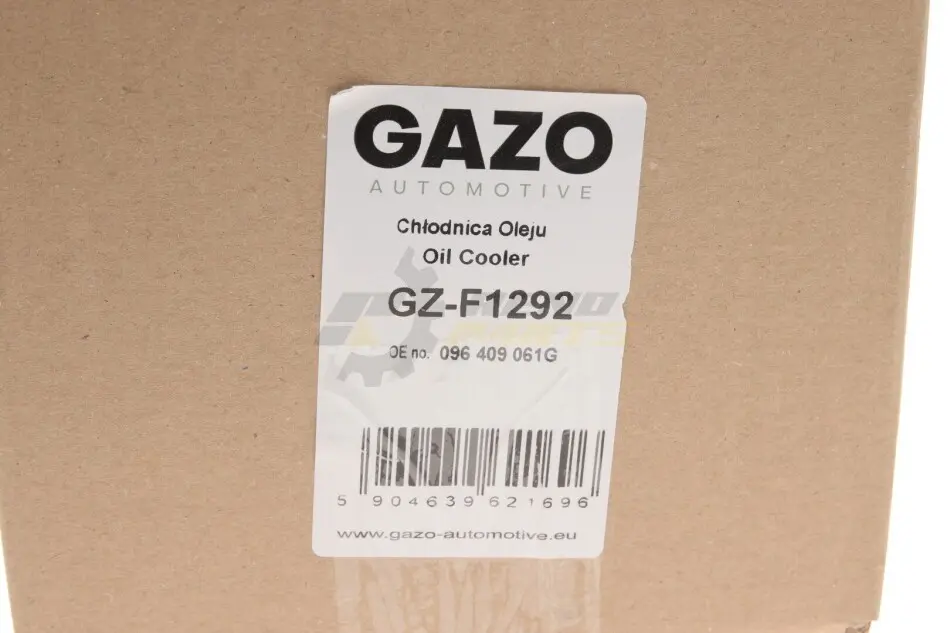 GAZO
AUTOMOTIVE
Chłodnica Oleju
Oil Cooler
GZ-F1292
OE no. 096 409 061G
5 904639 621696
www.gazo-automotive.eu